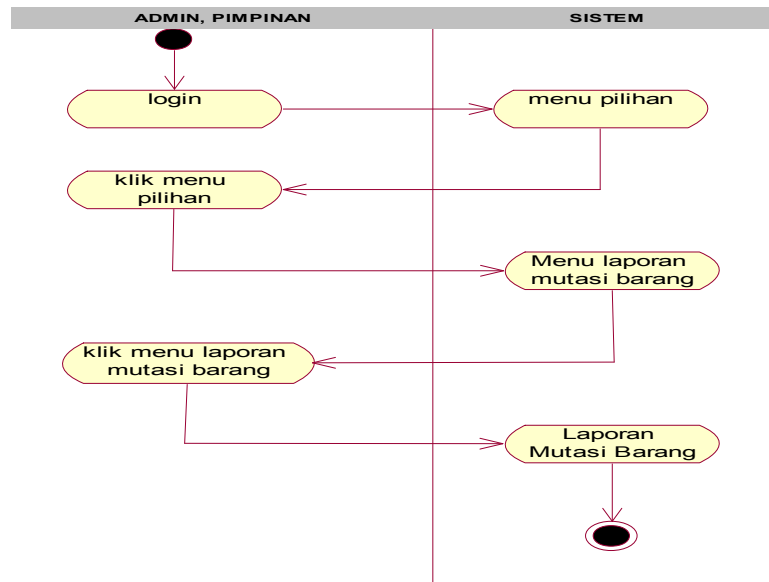 ADMIN, PIMPINAN
SISTEM
login
menu pilihan
klik menu
pilihan
Menu laporan
mutasi barang
klik menu laporan
mutasi barang
Laporan
Mutasi Barang